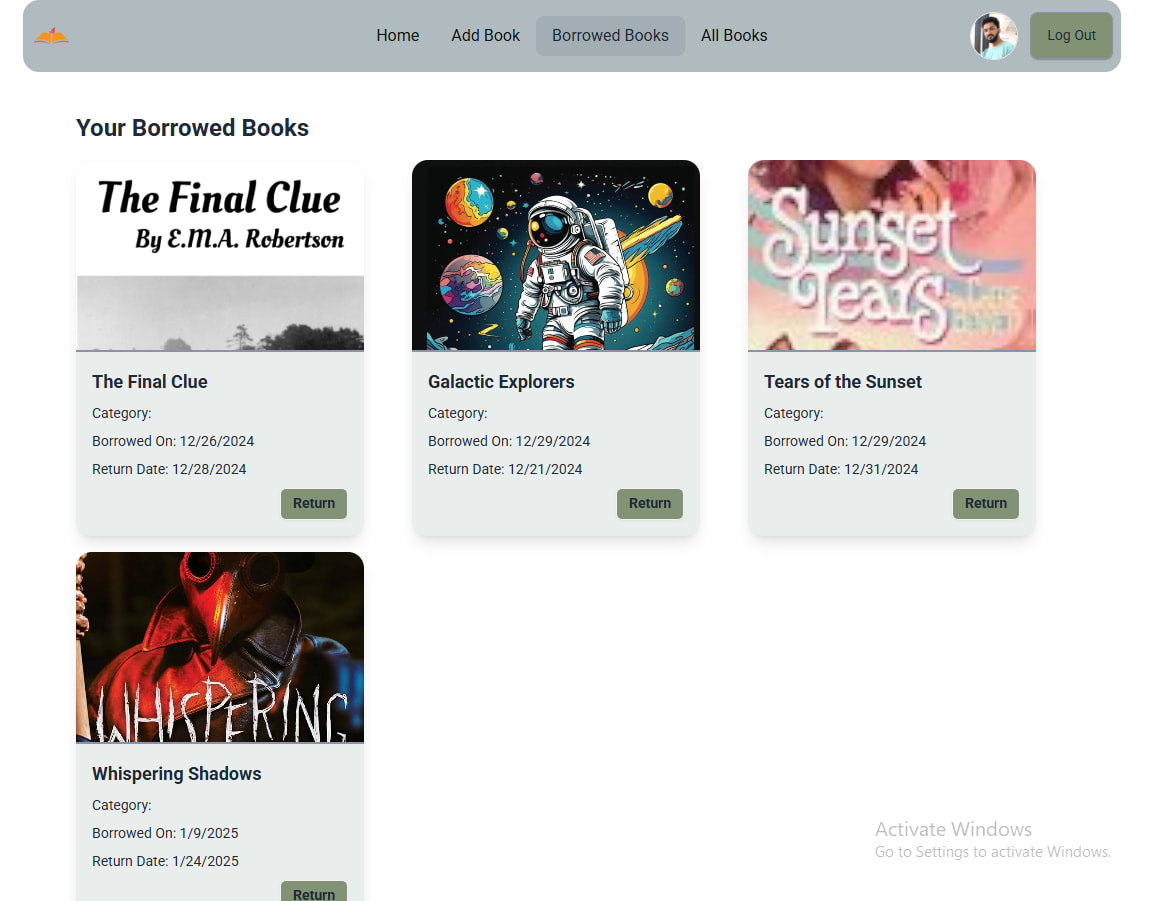 Home Add Book Borrowed Books All Books Log Out
Your Borrowed Books
The Final Clue
By E.M.A. Robertson
The Final Clue
Category:
Borrowed On: 12/26/2024
Return Date: 12/28/2024
Return
Galactic Explorers
Category:
Borrowed On: 12/29/2024
Return Date: 12/21/2024
Return
Sunset
Tears
Tears of the Sunset
Category:
Borrowed On: 12/29/2024
Return Date: 12/31/2024
Return
WHISPERING
Whispering Shadows
Category:
Borrowed On: 1/9/2025
Return Date: 1/24/2025
Return
Activate Windows
Go to Settings to activate Windows.